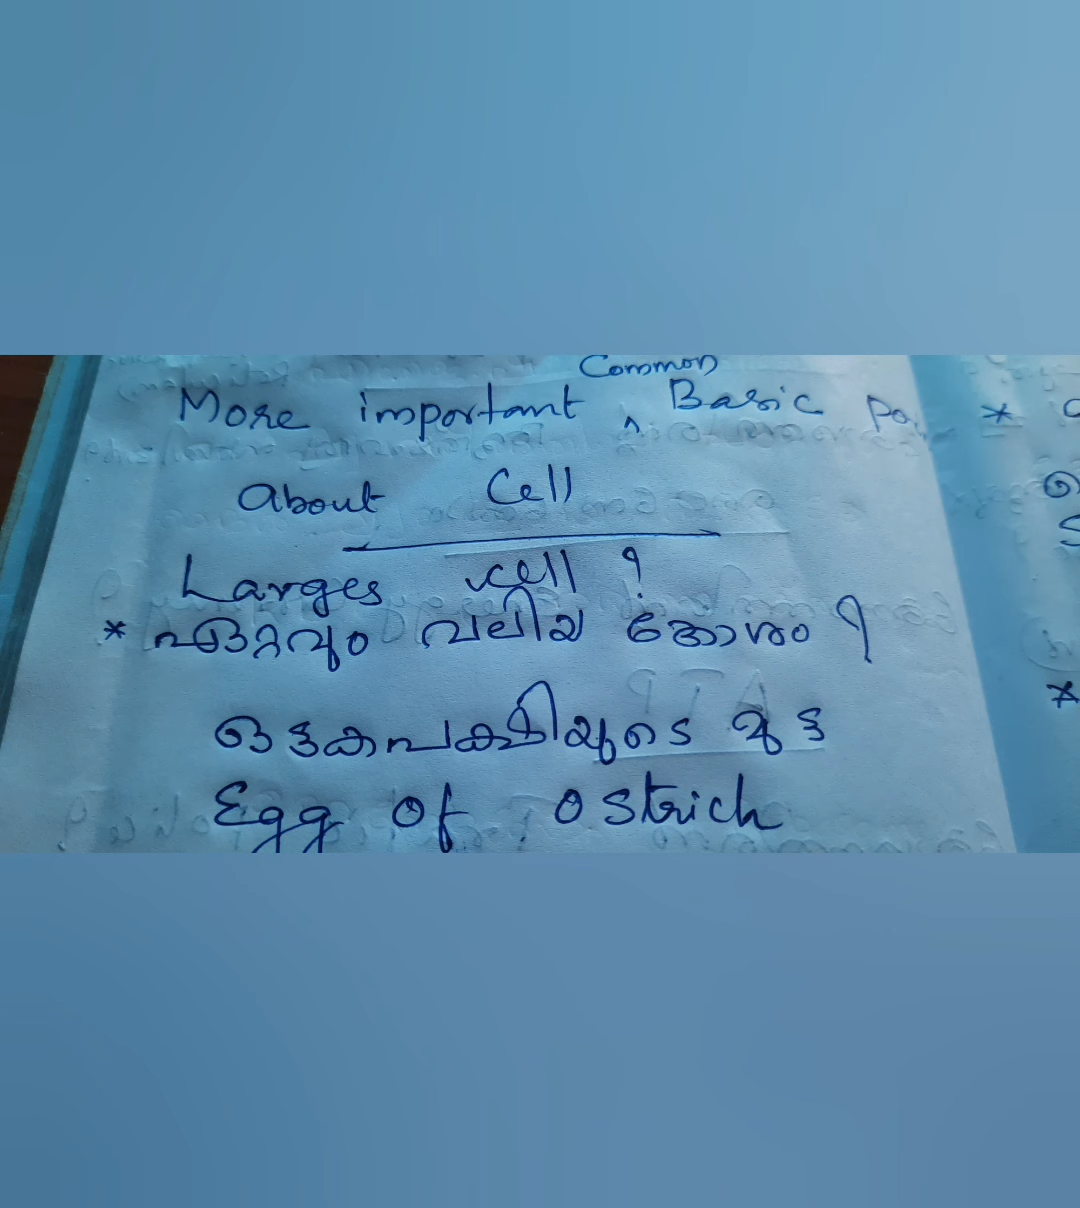 More important ^ Common Basic
About Cell
Larges cell ?
* ഏറ്റവും വലിയ കോശം ?
ഒട്ടകപക്ഷിയുടെ മുട്ട
Egg of Ostrich